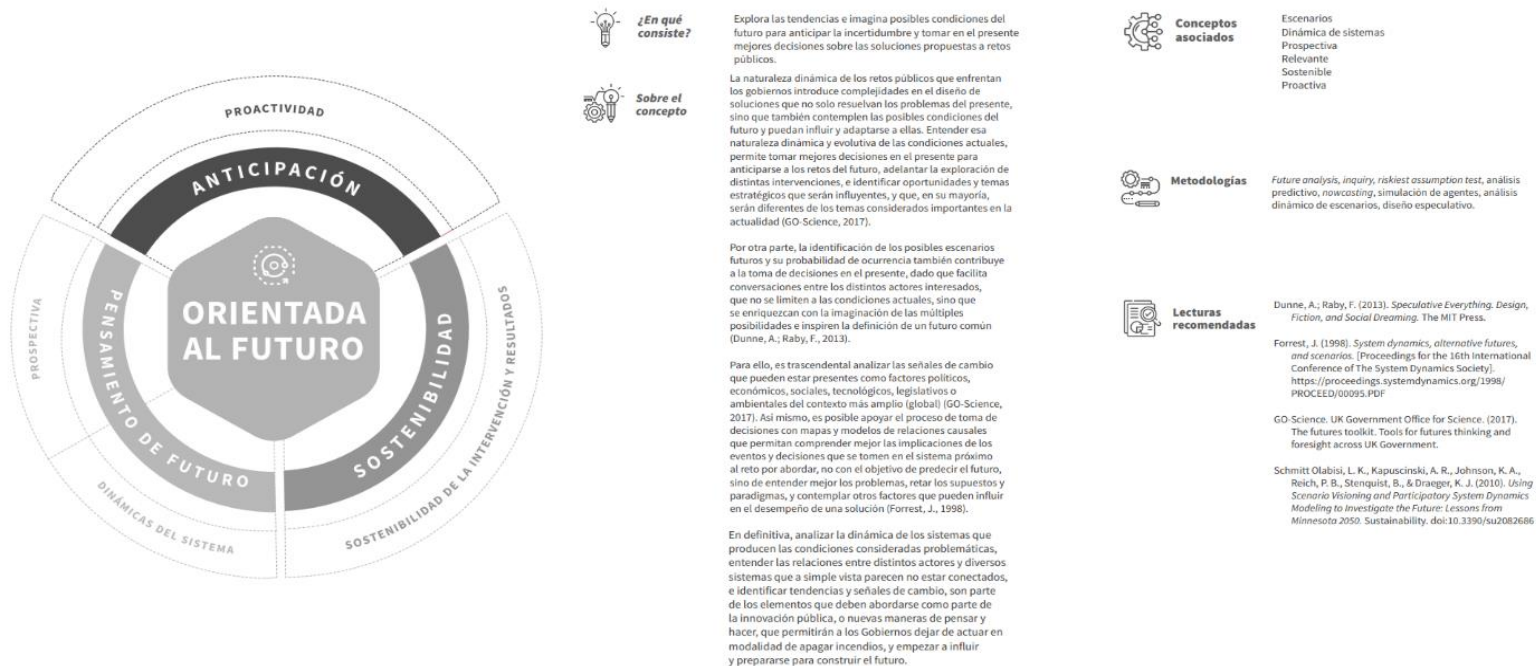 PROACTIVIDAD
ANTICIPACIÓN
ORIENTADA
AL FUTURO
PENSAMIENTO DE FUTURO
SOSTENIBILIDAD
PROSPECTIVA
DINÁMICAS DEL SISTEMA
SOSTENIBILIDAD DE LA INTERVENCIÓN Y RESULTADOS
¿En qué
consiste?
Explora las tendencias e imagina posibles condiciones del
futuro para anticipar la incertidumbre y tomar en el presente
mejores decisiones sobre las soluciones propuestas a retos
públicos.
Sobre el
concepto
La naturaleza dinámica de los retos públicos que enfrentan
los gobiernos introduce complejidades en el diseño de
soluciones que no solo resuelvan los problemas del presente,
sino que también contemplen las posibles condiciones del
futuro y puedan influir y adaptarse a ellas. Entender esa
naturaleza dinámica y evolutiva de las condiciones actuales,
permite tomar mejores decisiones en el presente para
anticiparse a los retos del futuro, adelantar la exploración de
distintas intervenciones, e identificar oportunidades y temas
estratégicos que serán influyentes, y que, en su mayoría,
serán diferentes de los temas considerados importantes en la
actualidad (GO-Science, 2017).
Por otra parte, la identificación de los posibles escenarios
futuros y su probabilidad de ocurrencia también contribuye
a la toma de decisiones en el presente, dado que facilita
conversaciones entre los distintos actores interesados,
que no se limiten a las condiciones actuales, sino que
se enriquezcan con la imaginación de las múltiples
posibilidades e inspiren la definición de un futuro común
(Dunne, A.; Raby, F., 2013).
Para ello, es trascendental analizar las señales de cambio
que pueden estar presentes como factores políticos,
económicos, sociales, tecnológicos, legislativos o
ambientales del contexto más amplio (global) (GO-Science,
2017). Así mismo, es posible apoyar el proceso de toma de
decisiones con mapas y modelos de relaciones causales
que permitan comprender mejor las implicaciones de los
eventos y decisiones que se tomen en el sistema próximo
al reto por abordar, no con el objetivo de predecir el futuro,
sino de entender mejor los problemas, retar los supuestos y
paradigmas, y contemplar otros factores que pueden influir
en el desempeño de una solución (Forrest, J., 1998).
En definitiva, analizar la dinámica de los sistemas que
producen las condiciones consideradas problemáticas,
entender las relaciones entre distintos actores y diversos
sistemas que a simple vista parecen no estar conectados,
e identificar tendencias y señales de cambio, son parte
de los elementos que deben abordarse como parte de
la innovación pública, o nuevas maneras de pensar y
hacer, que permitirán a los Gobiernos dejar de actuar en
modalidad de apagar incendios, y empezar a influir
y prepararse para construir el futuro.
Conceptos
asociados
Escenarios
Dinámica de sistemas
Prospectiva
Relevante
Sostenible
Proactiva
Metodologías
Future analysis, inquiry, riskiest assumption test, análisis
predictivo, nowcasting, simulación de agentes, análisis
dinámico de escenarios, diseño especulativo.
Lecturas
recomendadas
Dunne, A.; Raby, F. (2013). Speculative Everything. Design,
Fiction, and Social Dreaming. The MIT Press.
Forrest, J. (1998). System dynamics, alternative futures,
and scenarios. [Proceedings for the 16th International
Conference of The System Dynamics Society].
https://proceedings.systemdynamics.org/1998/
PROCEED/00095.PDF
GO-Science. UK Government Office for Science. (2017).
The futures toolkit. Tools for futures thinking and
foresight across UK Government.
Schmitt Olabisi, L. K., Kapuscinski, A. R., Johnson, K. A.,
Reich, P. B., Stenquist, B., & Draeger, K. J. (2010). Using
Scenario Visioning and Participatory System Dynamics
Modeling to Investigate the Future: Lessons from
Minnesota 2050. Sustainability. doi:10.3390/su2082686